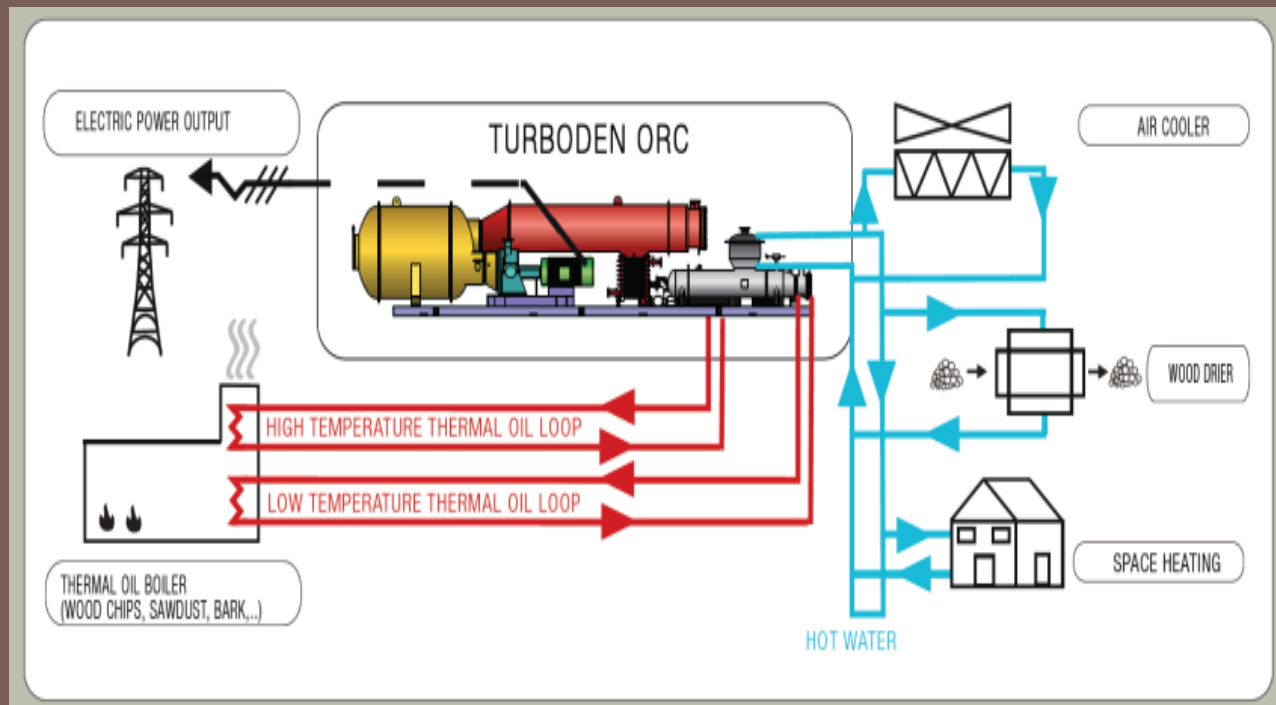 ELECTRIC POWER OUTPUT
TURBODEN ORC
AIR COOLER
WOOD DRIER
HIGH TEMPERATURE THERMAL OIL LOOP
LOW TEMPERATURE THERMAL OIL LOOP
SPACE HEATING
THERMAL OIL BOILER
(WOOD CHIPS, SAWDUST, BARK,..)
HOT WATER